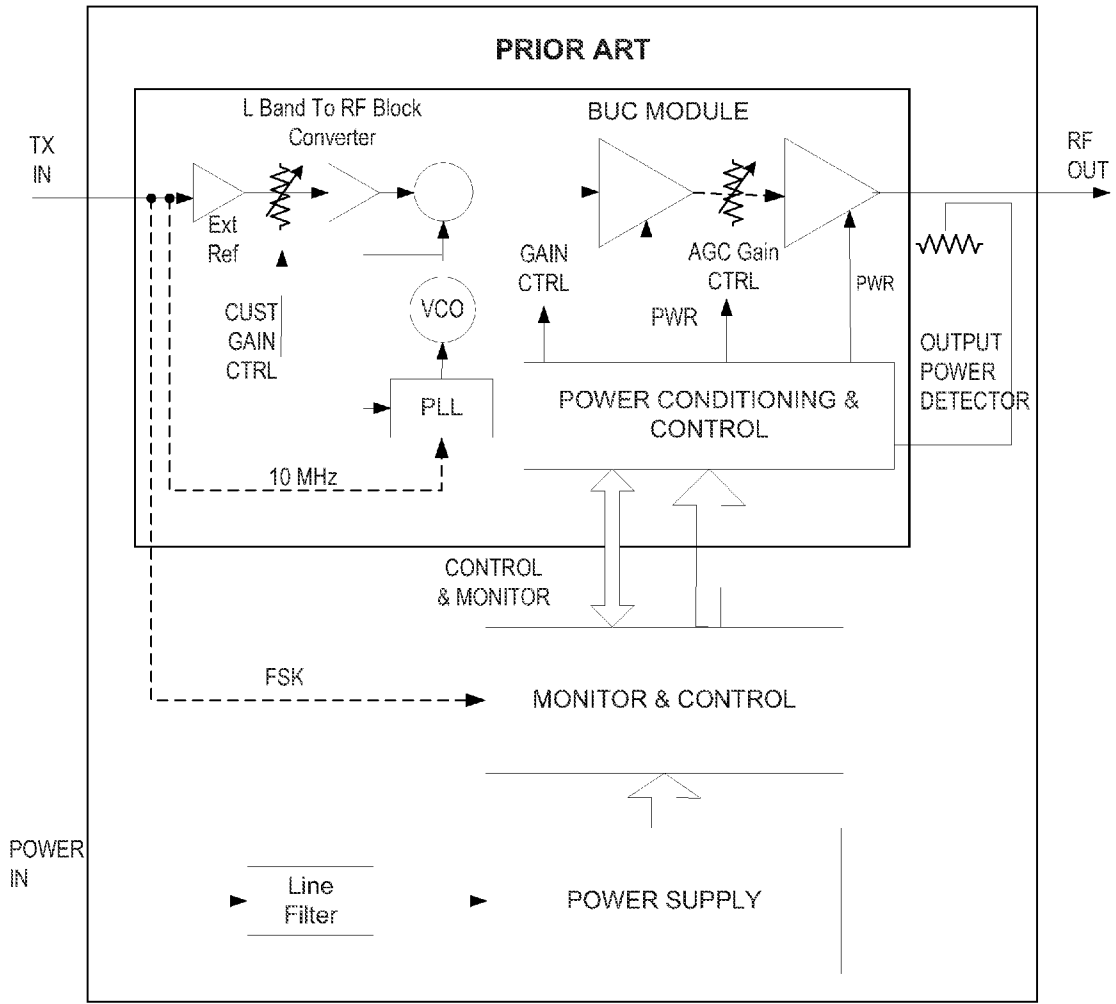 PRIOR ART
L Band To RF Block
Converter
BUC MODULE
TX
IN
RF
OUT
Ext
Ref
GAIN
CTRL
AGC Gain
CTRL
CUST
GAIN
CTRL
VCO
PWR
PWR
OUTPUT
POWER
DETECTOR
PLL
POWER CONDITIONING &
CONTROL
10 MHz
CONTROL
& MONITOR
FSK
MONITOR & CONTROL
POWER
IN
Line
Filter
POWER SUPPLY